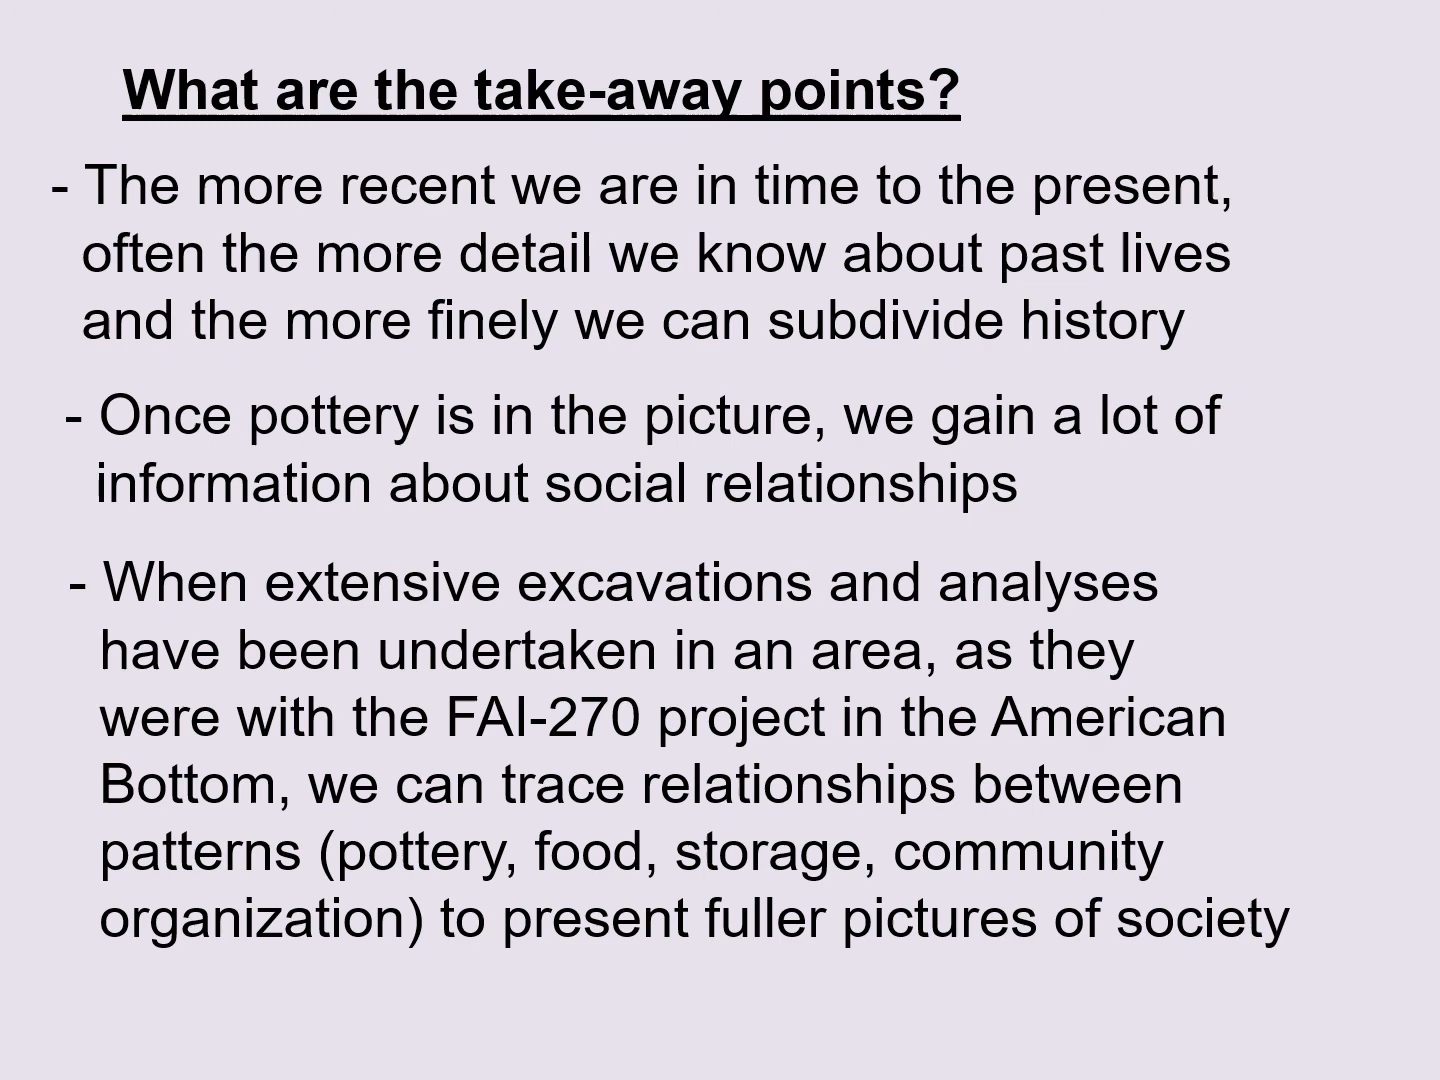 What are the take-away points?
- The more recent we are in time to the present,
often the more detail we know about past lives
and the more finely we can subdivide history
- Once pottery is in the picture, we gain a lot of
information about social relationships
- When extensive excavations and analyses
have been undertaken in an area, as they
were with the FAI-270 project in the American
Bottom, we can trace relationships between
patterns (pottery, food, storage, community
organization) to present fuller pictures of society